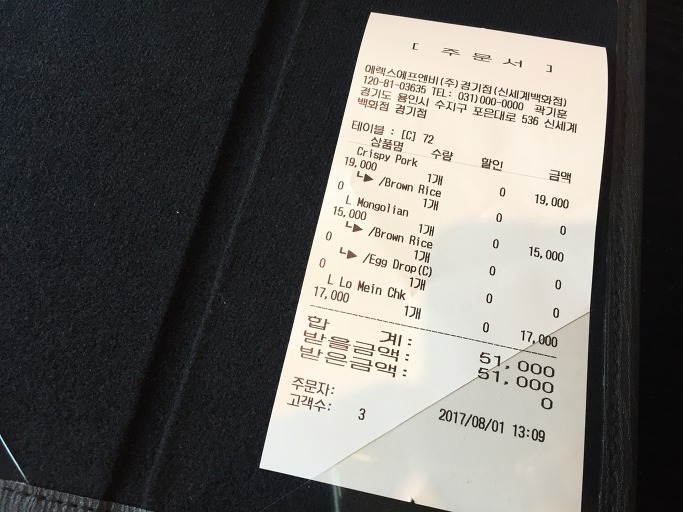 [ 주 문 서 ]
에렉스에프엔비(주)경기점(신세계백화점)
120-81-03635 TEL: 031)000-0000 곽기훈
경기도 용인시 수지구 포은대로 536 신세계
백화점 경기점
테이블 : [C] 72
상품명 수량 할인 금액
Crispy Pork
19,000 1개 0 19,000
┗▶ /Brown Rice
0 1개 0 0
L Mongolian
15,000 1개 0 15,000
┗▶ /Brown Rice
0 1개 0 0
┗▶ /Egg Drop(C)
0 1개 0 0
L Lo Mein Chk
17,000 1개 0 17,000
합 계: 51,000
받을금액: 51,000
받은금액: 0
주문자:
고객수: 3 2017/08/01 13:09